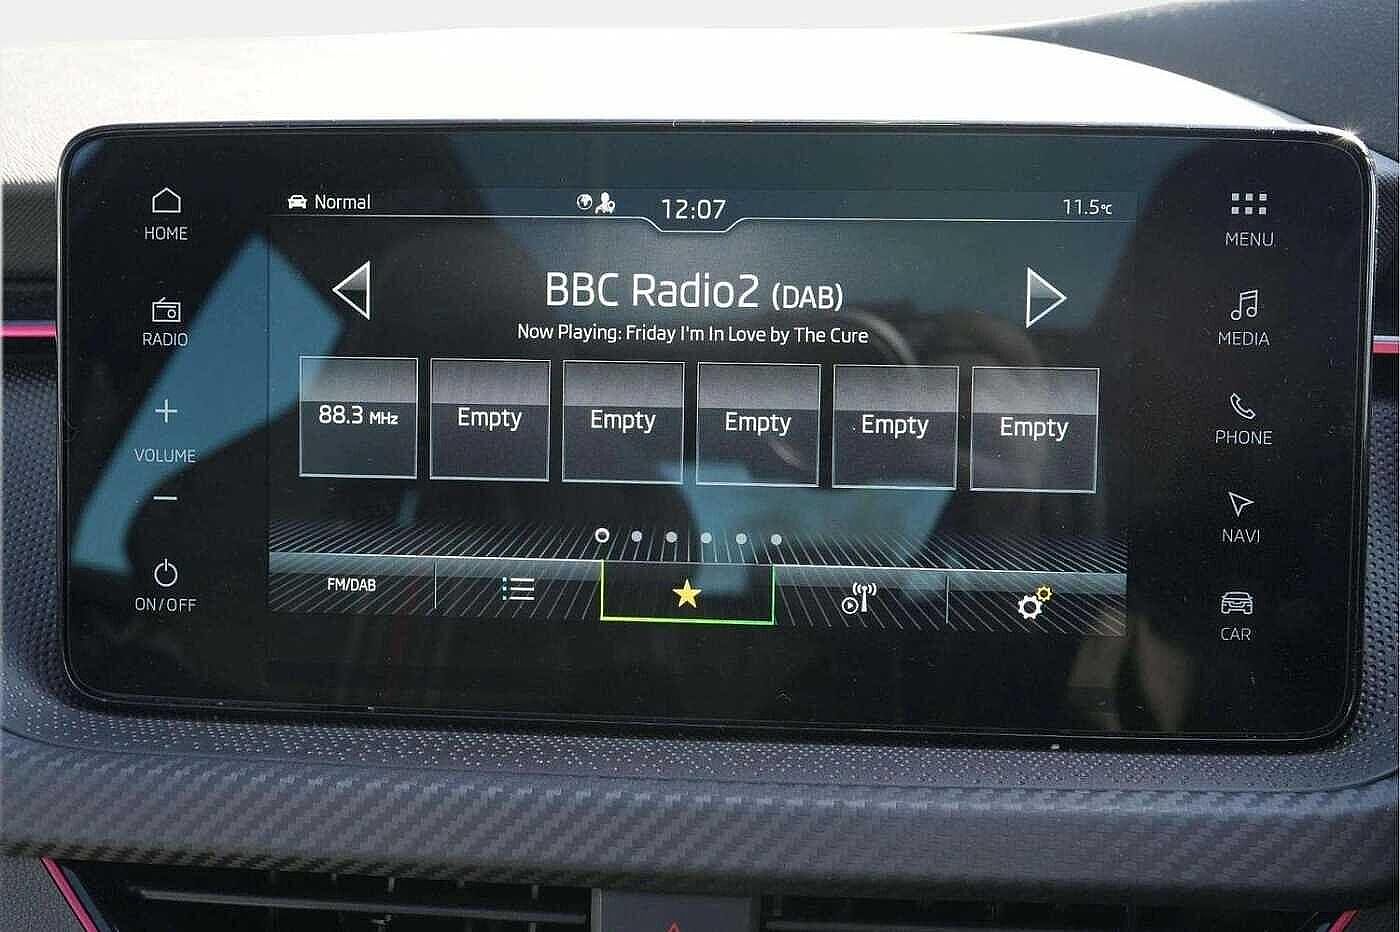 HOME
RADIO
VOLUME
ON/OFF
Normal
12:07
11.5°C
BBC Radio2 (DAB)
Now Playing: Friday I'm In Love by The Cure
88.3 MHz
Empty
Empty
Empty
Empty
Empty
FM/DAB
MENU
MEDIA
PHONE
NAVI
CAR